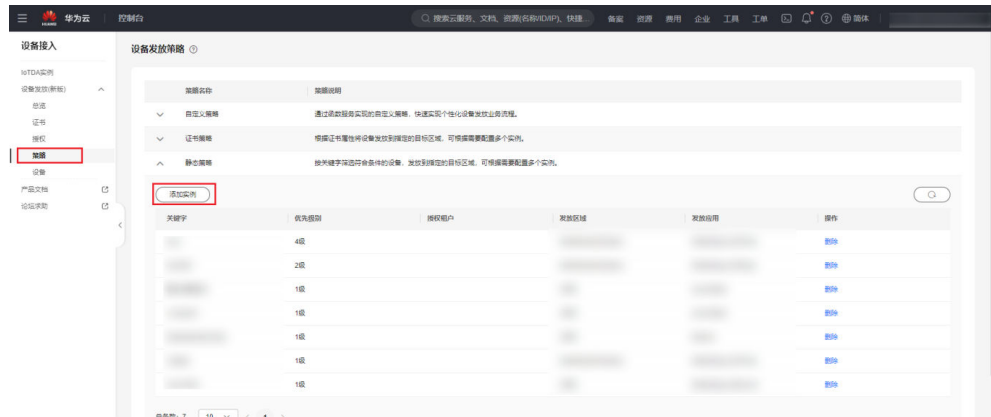 HUAWEI 华为云 控制台 搜索云服务、文档、资源(名称/ID/IP)、快捷... 备案 资源 费用 企业 工具 工单 简体
设备接入
设备发放策略
IoTDA实例
设备发放(新版)
总览
证书
授权
策略
设备
产品文档
论坛求助
策略名称 策略说明
自定义策略 通过函数服务实现的自定义策略，快速实现个性化设备发放业务流程。
证书策略 根据证书属性将设备发放到指定的目标区域，可根据需要配置多个实例。
静态策略 按关键字筛选符合条件的设备，发放到指定的目标区域，可根据需要配置多个实例。
添加实例
关键字 优先级别 授权租户 发放区域 发放应用 操作
4级 删除
2级 删除
1级 删除
1级 删除
1级 删除
1级 删除
1级 删除
总条数: 7 10 1